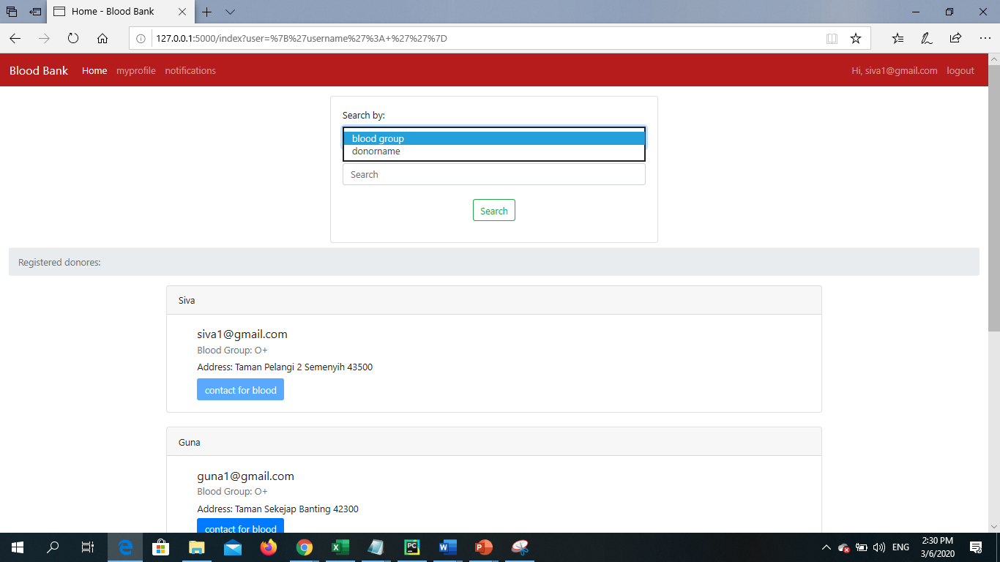 Home - Blood Bank
127.0.0.1:5000/index?user=%7B%27username%27%3A+%27%27%7D
Blood Bank Home myprofile notifications Hi, siva1@gmail.com logout
Search by:
blood group
donorname
Search
Search
Registered donores:
Siva
siva1@gmail.com
Blood Group: O+
Address: Taman Pelangi 2 Semenyih 43500
contact for blood
Guna
guna1@gmail.com
Blood Group: O+
Address: Taman Sekejap Banting 42300
contact for blood
ENG
2:30 PM
3/6/2020